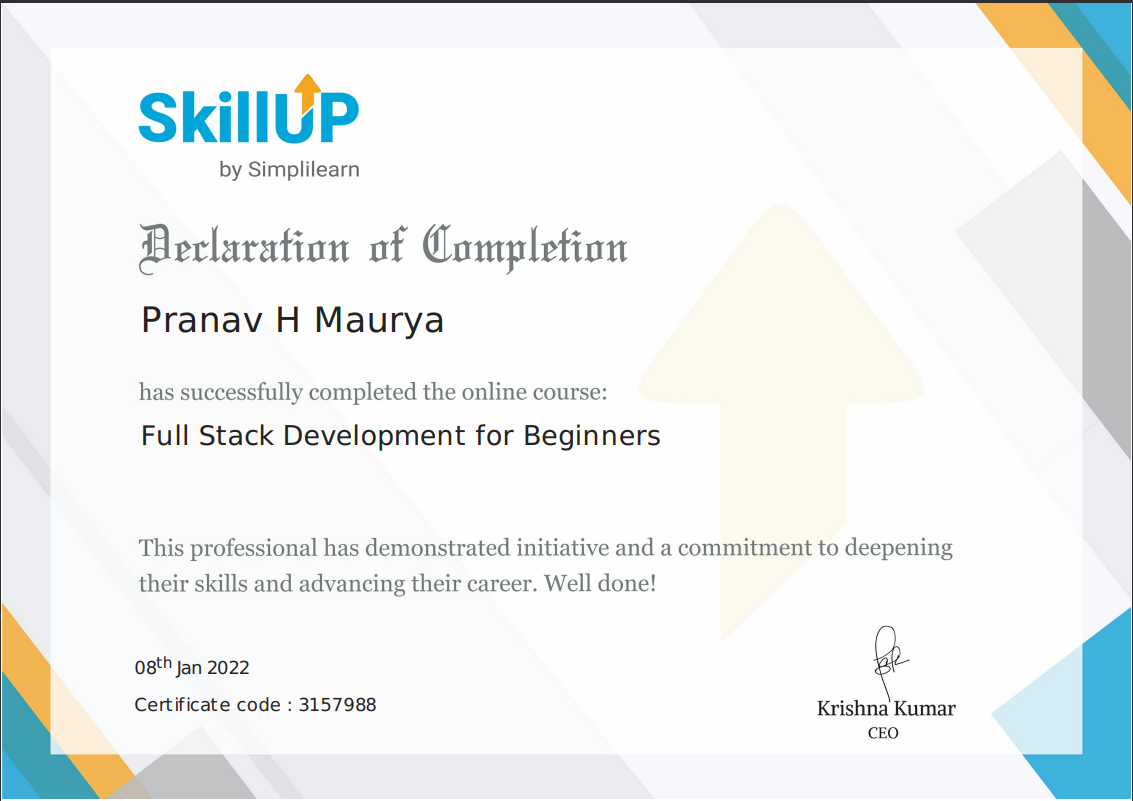 SkillUP
by Simplilearn
Declaration of Completion
Pranav H Maurya
has successfully completed the online course:
Full Stack Development for Beginners
This professional has demonstrated initiative and a commitment to deepening
their skills and advancing their career. Well done!
08th Jan 2022
Certificate code : 3157988
Krishna Kumar
CEO